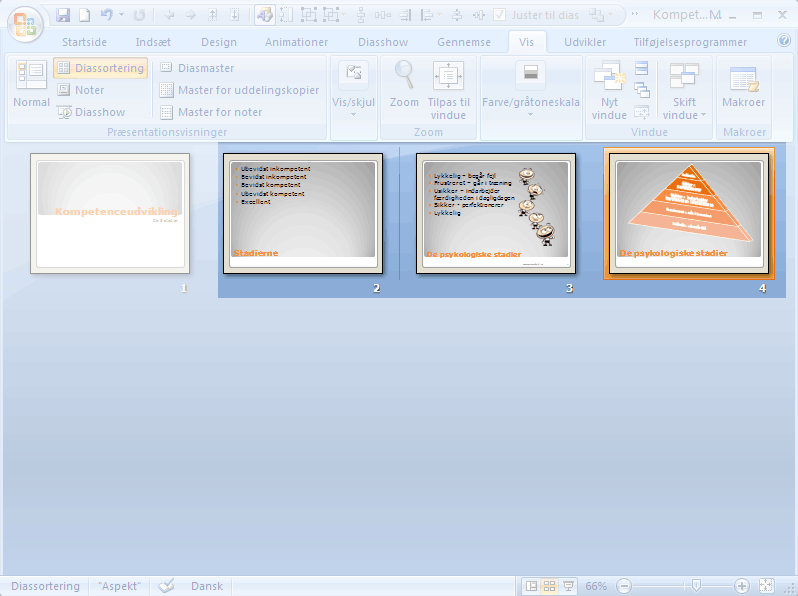 Juster til dias
Kompet...M
Startside Indsæt Design Animationer Diasshow Gennemse Vis Udvikler Tilføjelsesprogrammer
Normal
Diassortering
Noter
Diasshow
Diasmaster
Master for uddelingskopier
Master for noter
Præsentationsvisninger
Vis/skjul
Zoom
Tilpas til vindue
Zoom
Farve/gråtoneskala
Nyt vindue
Skift vindue
Vindue
Makroer
Makroer
Kompetenceudvikling
1
Ubevidst inkompetent
Bevidst inkompetent
Bevidst kompetent
Ubevidst kompetent
Excellent
Stadierne
2
Lykkelig – begår fejl
Frustreret – går i træning
Usikker – indarbejder
færdigheden i dagligdagen
Sikker – perfektionerer
Lykkelig
De psykologiske stadier
3
De psykologiske stadier
4
Diassortering "Aspekt" Dansk 66%